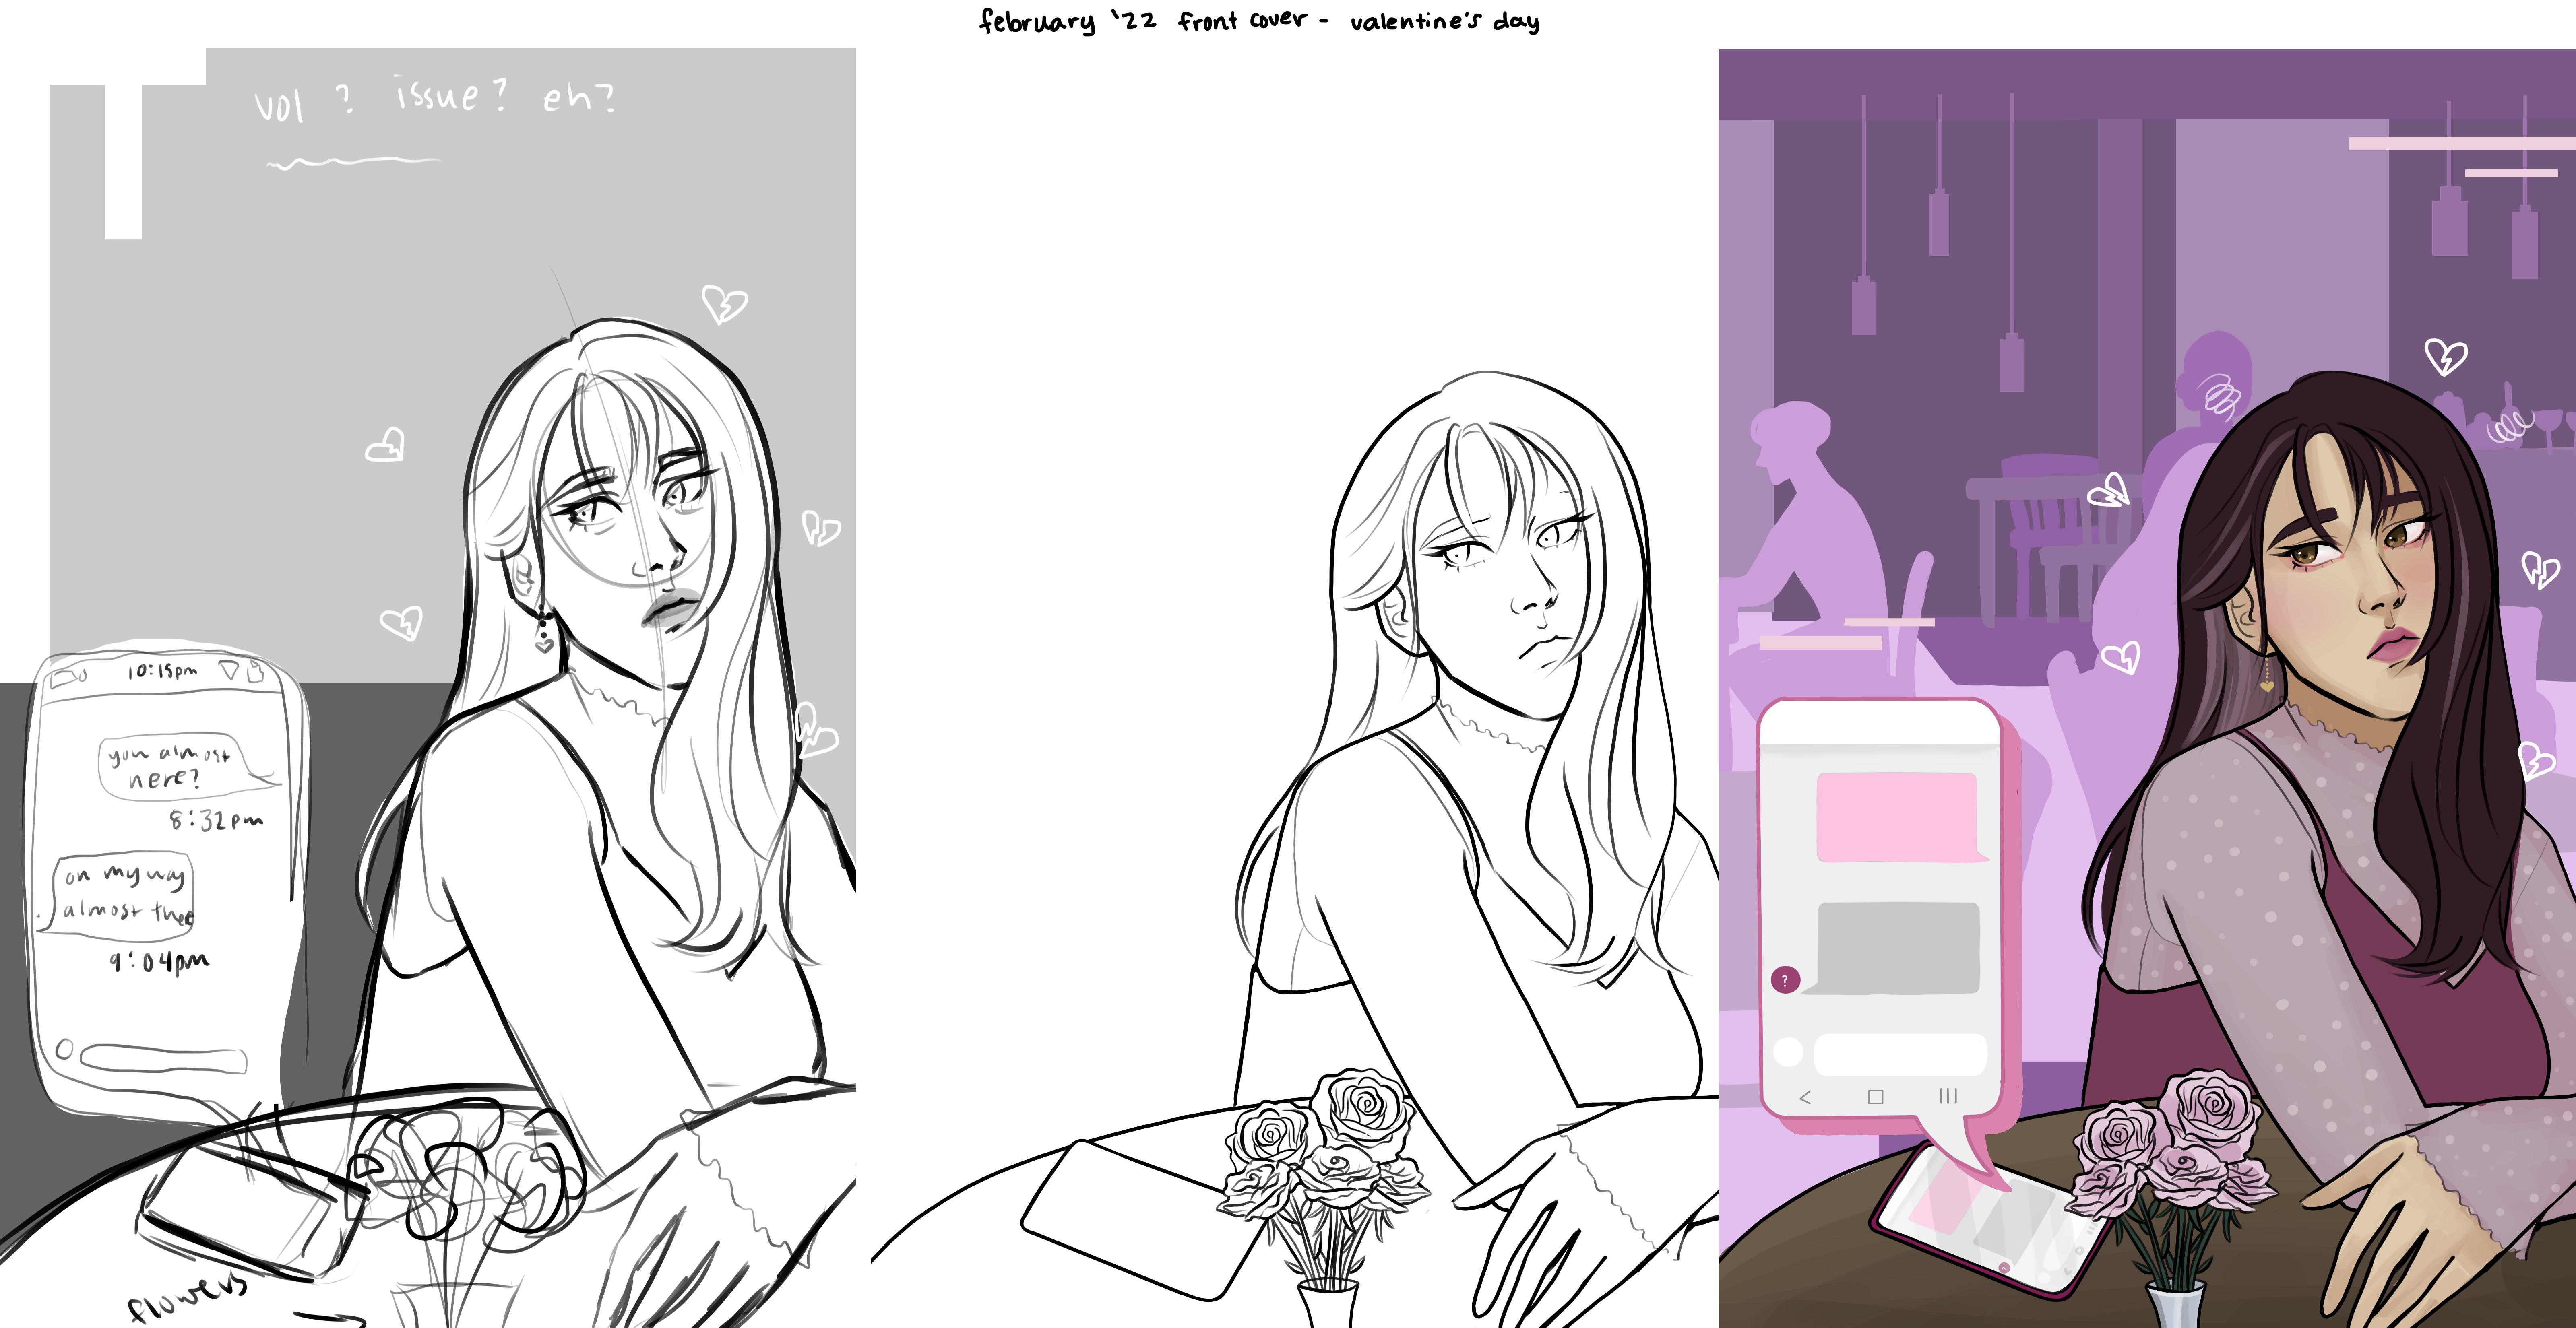 february '22 front cover - valentine's day
vol ? issue? eh?
10:15pm
you almost
here?
8:32pm
on my way
almost thee
9:04pm
flowers
?